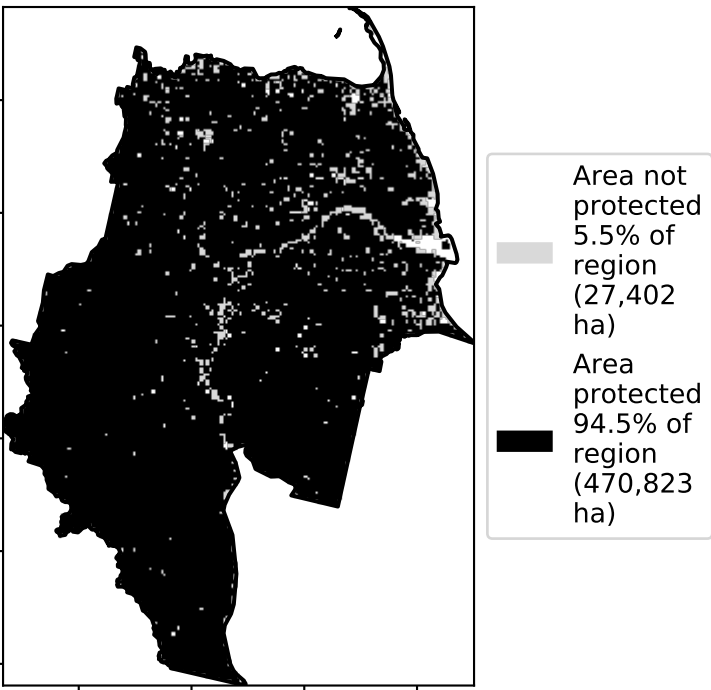 Area not
protected
5.5% of
region
(27,402
ha)
Area
protected
94.5% of
region
(470,823
ha)